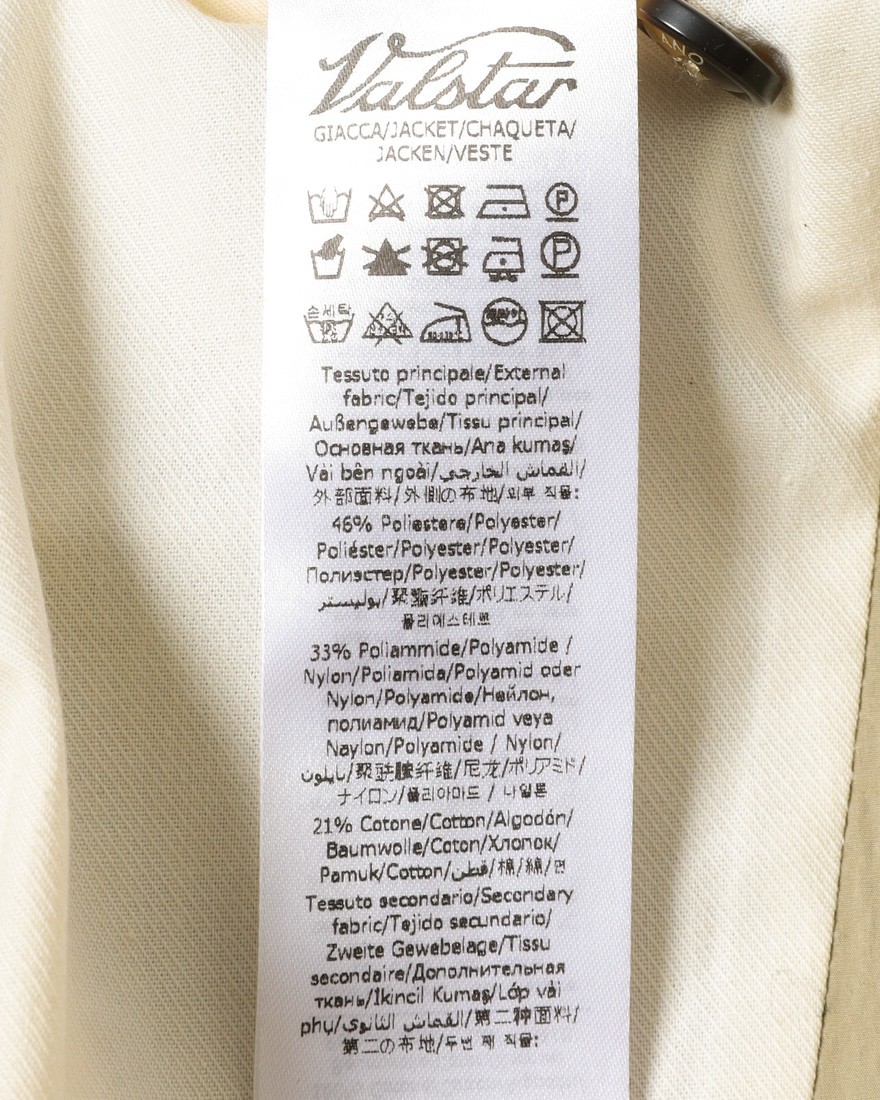 Valstar
GIACCA/JACKET/CHAQUETA/
JACKEN/VESTE
P
P
손세탁
Tessuto principale/External
fabric/Tejido principal/
Außengewebe/Tissu principal/
Основная ткань/Ana kumaş/
Vải bên ngoài/القماش الخارجي/
外部面料/外側の布地/외부 직물:
46% Poliestere/Polyester/
Poliéster/Polyester/Polyester/
Полиэстер/Polyester/Polyester/
بوليستر/聚酯纤维/ポリエステル/
폴리에스테르
33% Poliammide/Polyamide /
Nylon/Poliamida/Polyamid oder
Nylon/Polyamide/Нейлон,
полиамид/Polyamid veya
Naylon/Polyamide / Nylon/
نايلون/聚酰胺纤维/尼龙/ポリアミド/
ナイロン/폴리아마드 / 나일론
21% Cotone/Cotton/Algodón/
Baumwolle/Coton/Хлопок/
Pamuk/Cotton/قطن/棉/綿/면
Tessuto secondario/Secondary
fabric/Tejido secundario/
Zweite Gewebelage/Tissu
secondaire/Дополнительная
ткань/İkincil Kumaş/Lớp vải
phụ/القماش الثانوي/第二种面料/
第二の布地/두번 째 직물: